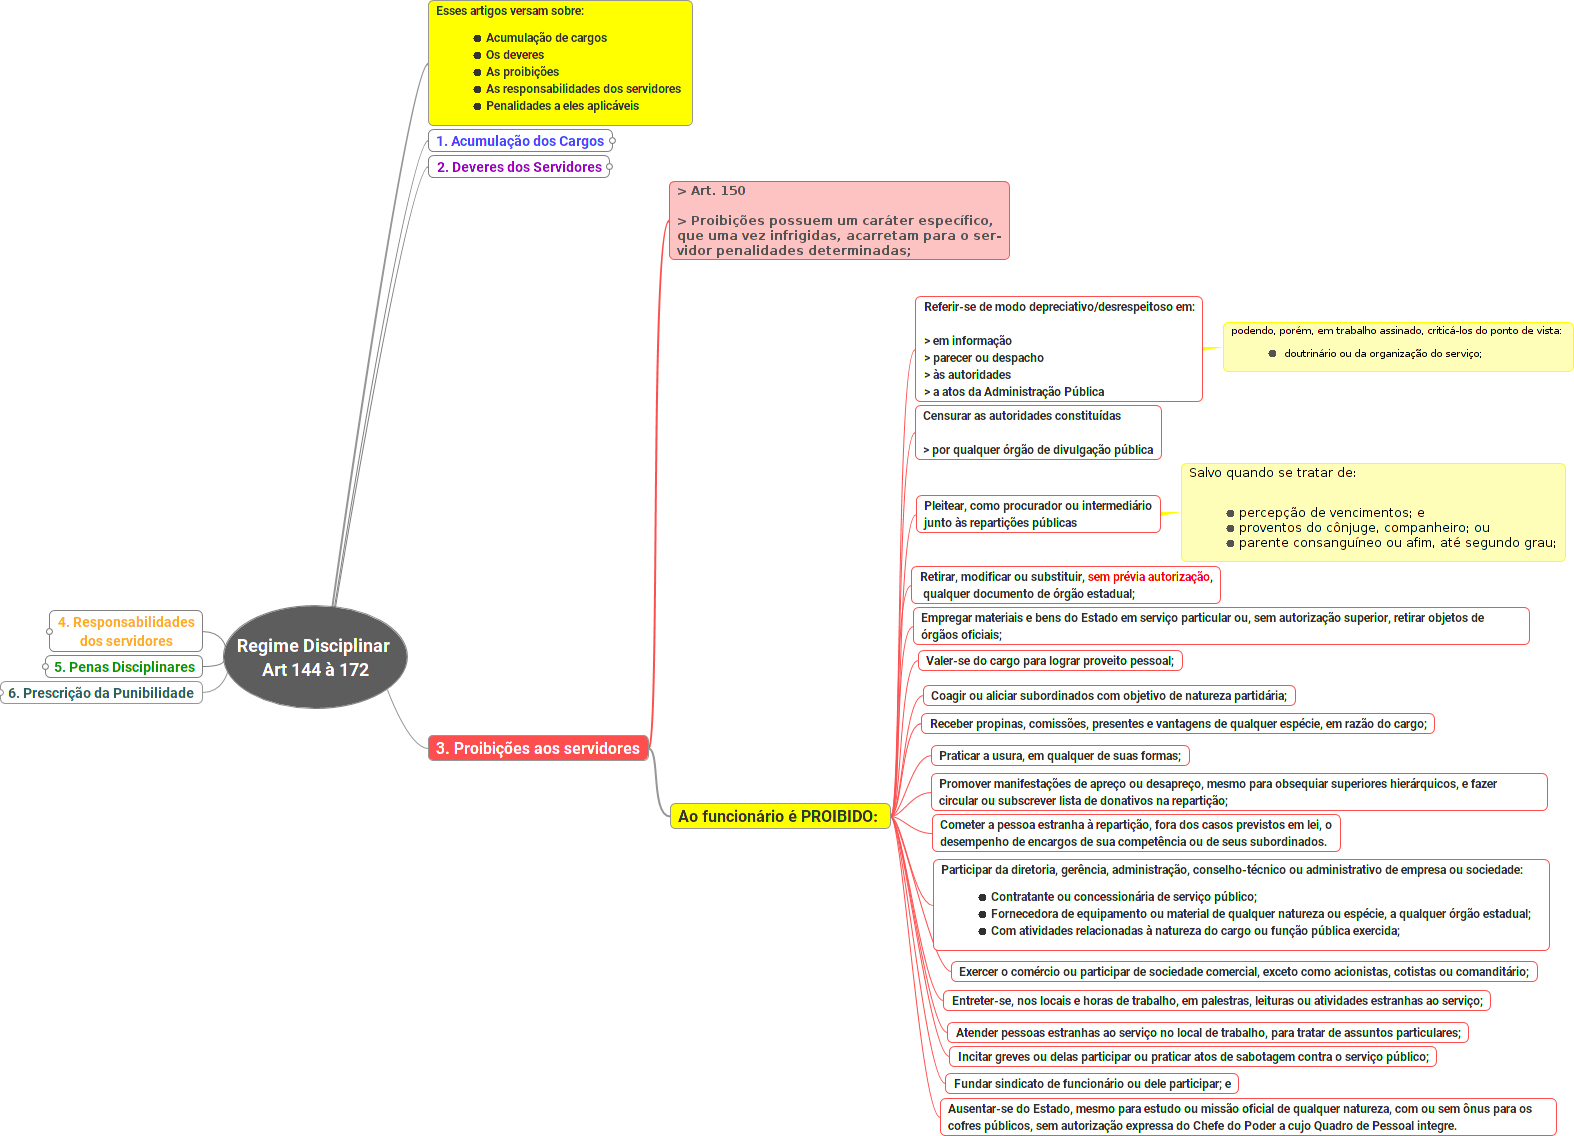 Esses artigos versam sobre:
Acumulação de cargos
Os deveres
As proibições
As responsabilidades dos servidores
Penalidades a eles aplicáveis
1. Acumulação dos Cargos
2. Deveres dos Servidores
4. Responsabilidades
dos servidores
5. Penas Disciplinares
6. Prescrição da Punibilidade
Regime Disciplinar
Art 144 à 172
3. Proibições aos servidores
> Art. 150
> Proibições possuem um caráter específico,
que uma vez infrigidas, acarretam para o ser-
vidor penalidades determinadas;
Ao funcionário é PROIBIDO:
Referir-se de modo depreciativo/desrespeitoso em:
> em informação
> parecer ou despacho
> às autoridades
> a atos da Administração Pública
podendo, porém, em trabalho assinado, criticá-los do ponto de vista:
doutrinário ou da organização do serviço;
Censurar as autoridades constituídas
> por qualquer órgão de divulgação pública
Pleitear, como procurador ou intermediário
junto às repartições públicas
Salvo quando se tratar de:
percepção de vencimentos; e
proventos do cônjuge, companheiro; ou
parente consanguíneo ou afim, até segundo grau;
Retirar, modificar ou substituir, sem prévia autorização,
qualquer documento de órgão estadual;
Empregar materiais e bens do Estado em serviço particular ou, sem autorização superior, retirar objetos de
órgãos oficiais;
Valer-se do cargo para lograr proveito pessoal;
Coagir ou aliciar subordinados com objetivo de natureza partidária;
Receber propinas, comissões, presentes e vantagens de qualquer espécie, em razão do cargo;
Praticar a usura, em qualquer de suas formas;
Promover manifestações de apreço ou desapreço, mesmo para obsequiar superiores hierárquicos, e fazer
circular ou subscrever lista de donativos na repartição;
Cometer a pessoa estranha à repartição, fora dos casos previstos em lei, o
desempenho de encargos de sua competência ou de seus subordinados.
Participar da diretoria, gerência, administração, conselho-técnico ou administrativo de empresa ou sociedade:
Contratante ou concessionária de serviço público;
Fornecedora de equipamento ou material de qualquer natureza ou espécie, a qualquer órgão estadual;
Com atividades relacionadas à natureza do cargo ou função pública exercida;
Exercer o comércio ou participar de sociedade comercial, exceto como acionistas, cotistas ou comanditário;
Entreter-se, nos locais e horas de trabalho, em palestras, leituras ou atividades estranhas ao serviço;
Atender pessoas estranhas ao serviço no local de trabalho, para tratar de assuntos particulares;
Incitar greves ou delas participar ou praticar atos de sabotagem contra o serviço público;
Fundar sindicato de funcionário ou dele participar; e
Ausentar-se do Estado, mesmo para estudo ou missão oficial de qualquer natureza, com ou sem ônus para os
cofres públicos, sem autorização expressa do Chefe do Poder a cujo Quadro de Pessoal integre.